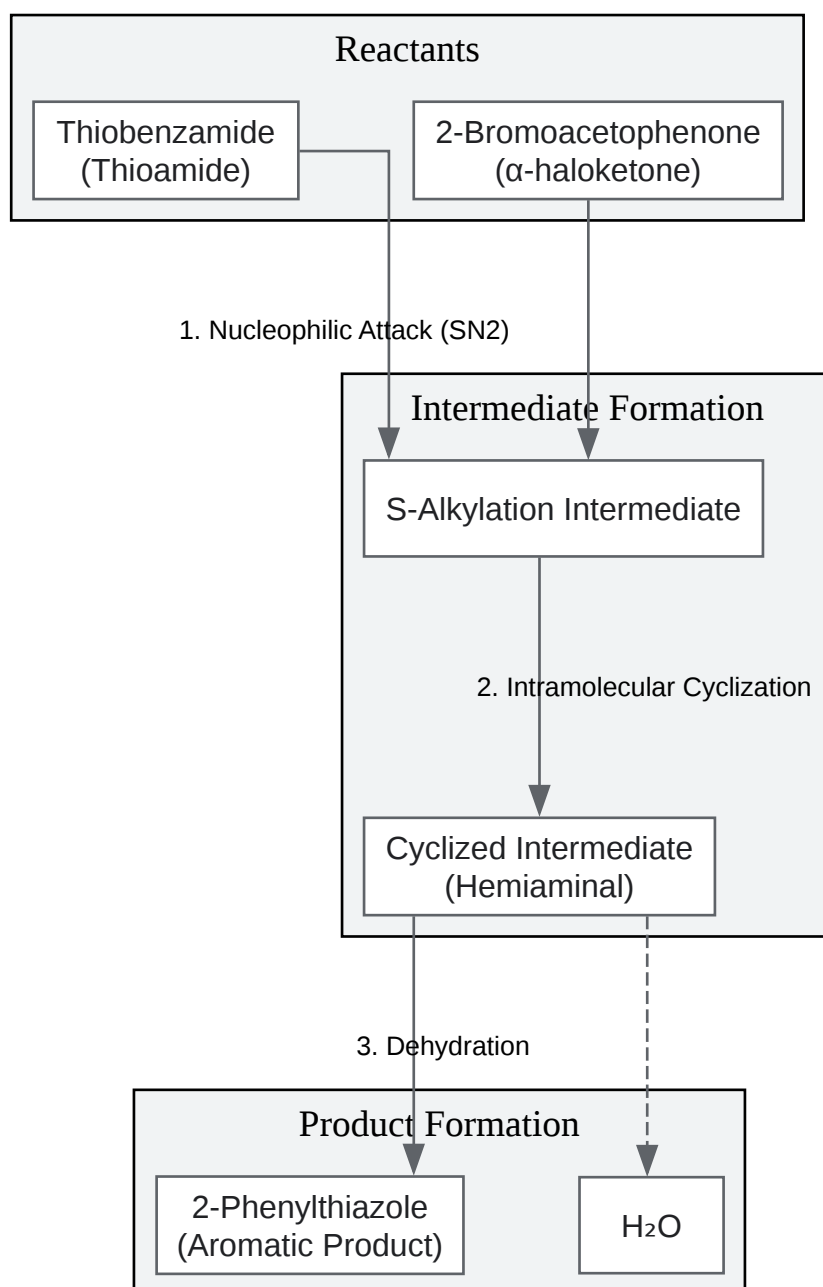 Reactants
Thiobenzamide
(Thioamide)
2-Bromoacetophenone
(α-haloketone)
1. Nucleophilic Attack (SN2)
Intermediate Formation
S-Alkylation Intermediate
2. Intramolecular Cyclization
Cyclized Intermediate
(Hemiaminal)
3. Dehydration
Product Formation
2-Phenylthiazole
(Aromatic Product)
H₂O